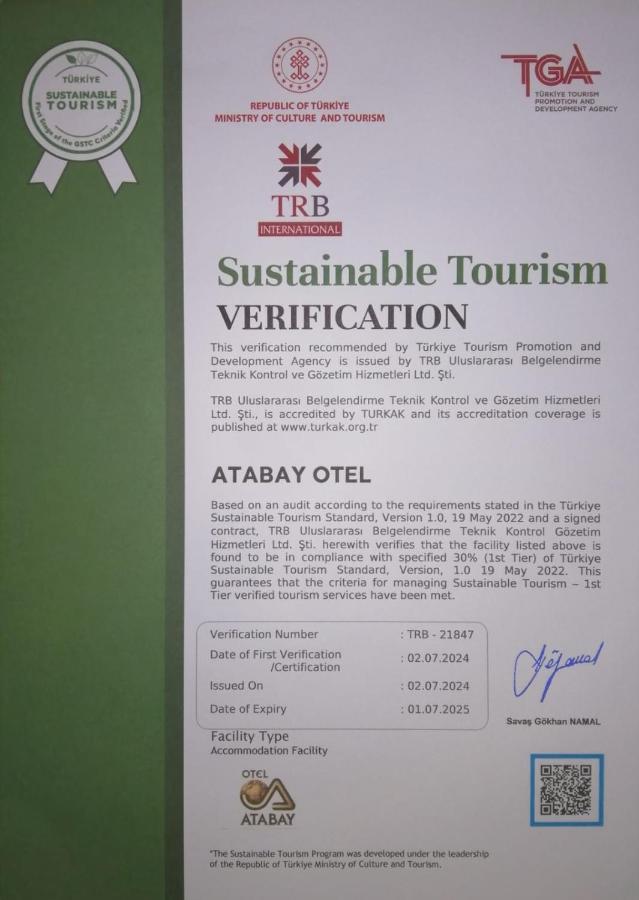 TÜRKİYE
SUSTAINABLE
TOURISM
First Stage of the GSTC Criteria Verified
REPUBLIC OF TÜRKİYE
MINISTRY OF CULTURE AND TOURISM
TGA
TÜRKİYE TOURISM
PROMOTION AND
DEVELOPMENT AGENCY
TRB
INTERNATIONAL
Sustainable Tourism
VERIFICATION
This verification recommended by Türkiye Tourism Promotion and
Development Agency is issued by TRB Uluslararası Belgelendirme
Teknik Kontrol ve Gözetim Hizmetleri Ltd. Şti.
TRB Uluslararası Belgelendirme Teknik Kontrol ve Gözetim Hizmetleri
Ltd. Şti., is accredited by TURKAK and its accreditation coverage is
published at www.turkak.org.tr
ATABAY OTEL
Based on an audit according to the requirements stated in the Türkiye
Sustainable Tourism Standard, Version 1.0, 19 May 2022 and a signed
contract, TRB Uluslararası Belgelendirme Teknik Kontrol Gözetim
Hizmetleri Ltd. Şti. herewith verifies that the facility listed above is
found to be in compliance with specified 30% (1st Tier) of Türkiye
Sustainable Tourism Standard, Version, 1.0 19 May 2022. This
guarantees that the criteria for managing Sustainable Tourism – 1st
Tier verified tourism services have been met.
Verification Number : TRB - 21847
Date of First Verification
/Certification : 02.07.2024
Issued On : 02.07.2024
Date of Expiry : 01.07.2025
Savaş Gökhan NAMAL
Facility Type
Accommodation Facility
OTEL
ATABAY
"The Sustainable Tourism Program was developed under the leadership
of the Republic of Türkiye Ministry of Culture and Tourism.